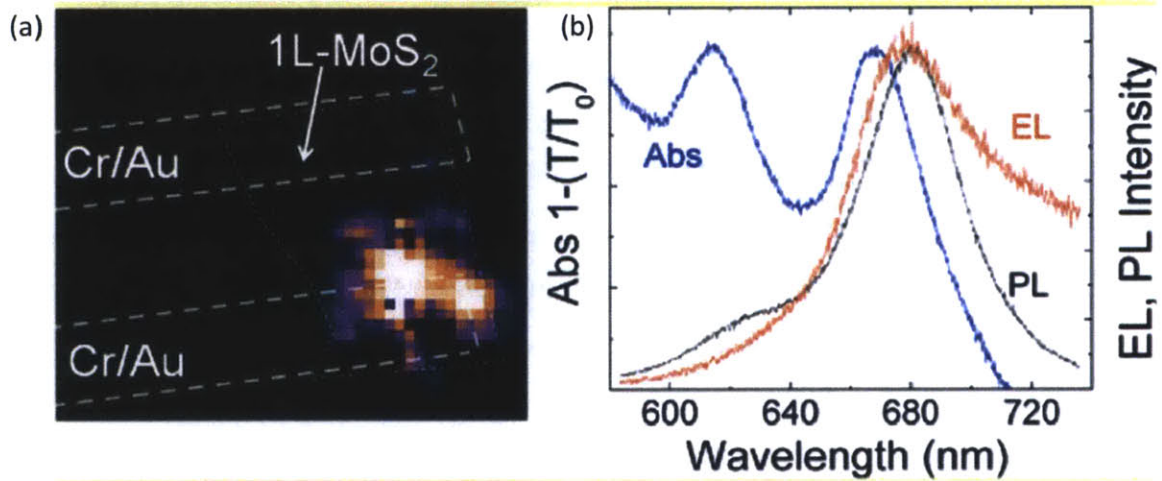 (a)
1L-MoS₂
Cr/Au
Cr/Au
(b)
Abs 1-(T/T₀)
Abs
EL
PL
EL, PL Intensity
600 640 680 720
Wavelength (nm)